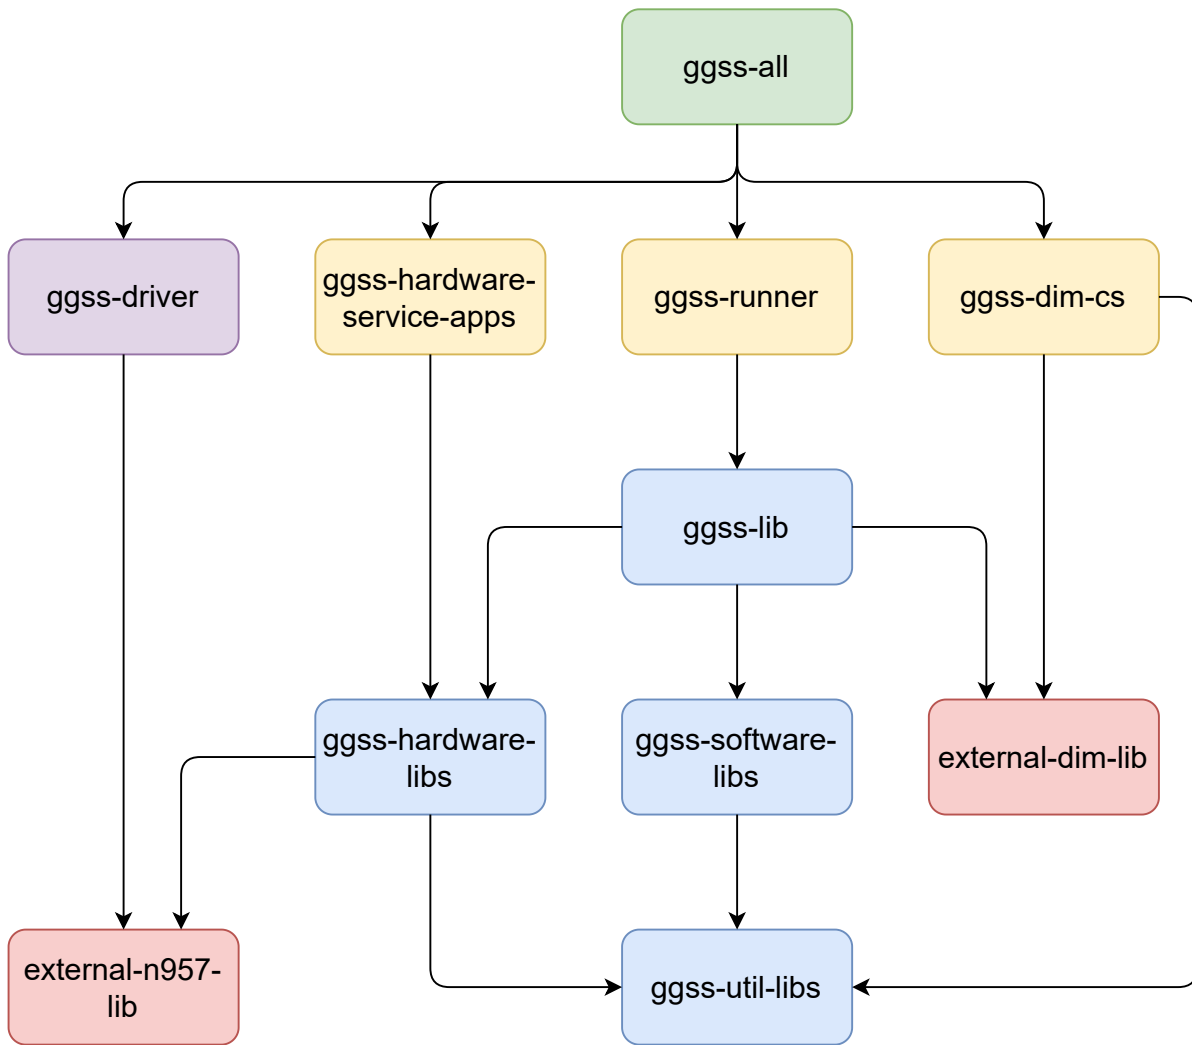 ggss-all
ggss-driver
ggss-hardware-
service-apps
ggss-runner
ggss-dim-cs
ggss-lib
ggss-hardware-
libs
ggss-software-
libs
external-dim-lib
external-n957-
lib
ggss-util-libs